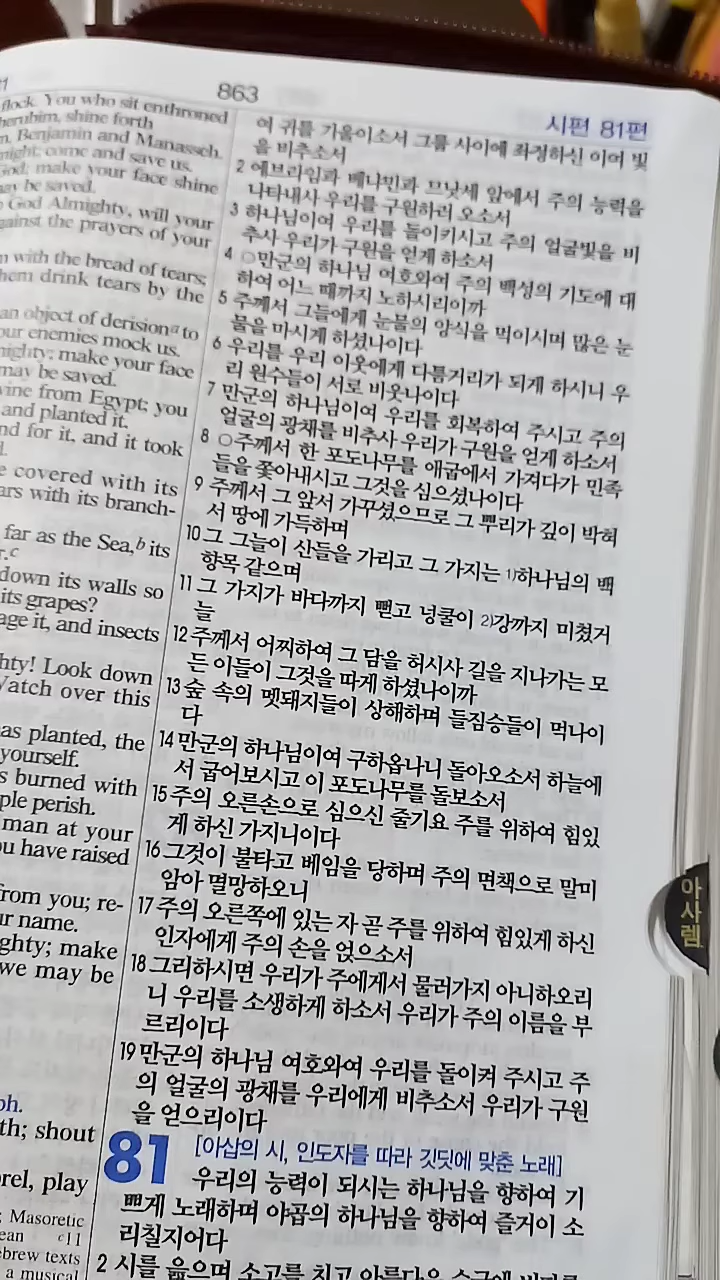 863
시편 81편
flock. You who sit enthroned
shine forth
Benjamin and Manasseh.
come and save us.
make your face shine
be saved.
God Almighty, will your
against the prayers of your
with the bread of tears;
them drink tears by the
an object of derision a to
our enemies mock us.
make your face
may be saved.
vine from Egypt; you
and planted it.
for it, and it took
covered with its
with its branch-
far as the Sea, b its
c
down its walls so
its grapes?
it, and insects
Look down
Watch over this
has planted, the
yourself.
burned with
perish.
man at your
have raised
from you; re-
name.
make
we may be
shout
play
; Masoretic
c11
texts
a musical
여 귀를 기울이소서 그룹 사이에 좌정하신 이여 빛
을 비추소서
2 에브라임과 베냐민과 므낫세 앞에서 주의 능력을
나타내사 우리를 구원하러 오소서
3 하나님이여 우리를 돌이키시고 주의 얼굴빛을 비
추사 우리가 구원을 얻게 하소서
4 ○만군의 하나님 여호와여 주의 백성의 기도에 대
하여 어느 때까지 노하시리이까
5 주께서 그들에게 눈물의 양식을 먹이시며 많은 눈
물을 마시게 하셨나이다
6 우리를 우리 이웃에게 다툼거리가 되게 하시니 우
리 원수들이 서로 비웃나이다
7 만군의 하나님이여 우리를 회복하여 주시고 주의
얼굴의 광채를 비추사 우리가 구원을 얻게 하소서
8 ○주께서 한 포도나무를 애굽에서 가져다가 민족
들을 쫓아내시고 그것을 심으셨나이다
9 주께서 그 앞서 가꾸셨으므로 그 뿌리가 깊이 박혀
서 땅에 가득하며
10 그 그늘이 산들을 가리고 그 가지는 1)하나님의 백
향목 같으며
11 그 가지가 바다까지 뻗고 넝쿨이 2)강까지 미쳤거
늘
12 주께서 어찌하여 그 담을 허시사 길을 지나가는 모
든 이들이 그것을 따게 하셨나이까
13 숲 속의 멧돼지들이 상해하며 들짐승들이 먹나이
다
14 만군의 하나님이여 구하옵나니 돌아오소서 하늘에
서 굽어보시고 이 포도나무를 돌보소서
15 주의 오른손으로 심으신 줄기요 주를 위하여 힘있
게 하신 가지니이다
16 그것이 불타고 베임을 당하며 주의 면책으로 말미
암아 멸망하오니
17 주의 오른쪽에 있는 자 곧 주를 위하여 힘있게 하신
인자에게 주의 손을 얹으소서
18 그리하시면 우리가 주에게서 물러가지 아니하오리
니 우리를 소생하게 하소서 우리가 주의 이름을 부
르리이다
19 만군의 하나님 여호와여 우리를 돌이켜 주시고 주
의 얼굴의 광채를 우리에게 비추소서 우리가 구원
을 얻으리이다
81 [아삽의 시, 인도자를 따라 깃딧에 맞춘 노래]
우리의 능력이 되시는 하나님을 향하여 기
쁘게 노래하며 야곱의 하나님을 향하여 즐거이 소
리칠지어다
2 시를 읊으며 소고를 치고 아름다운 수금에
아사렘